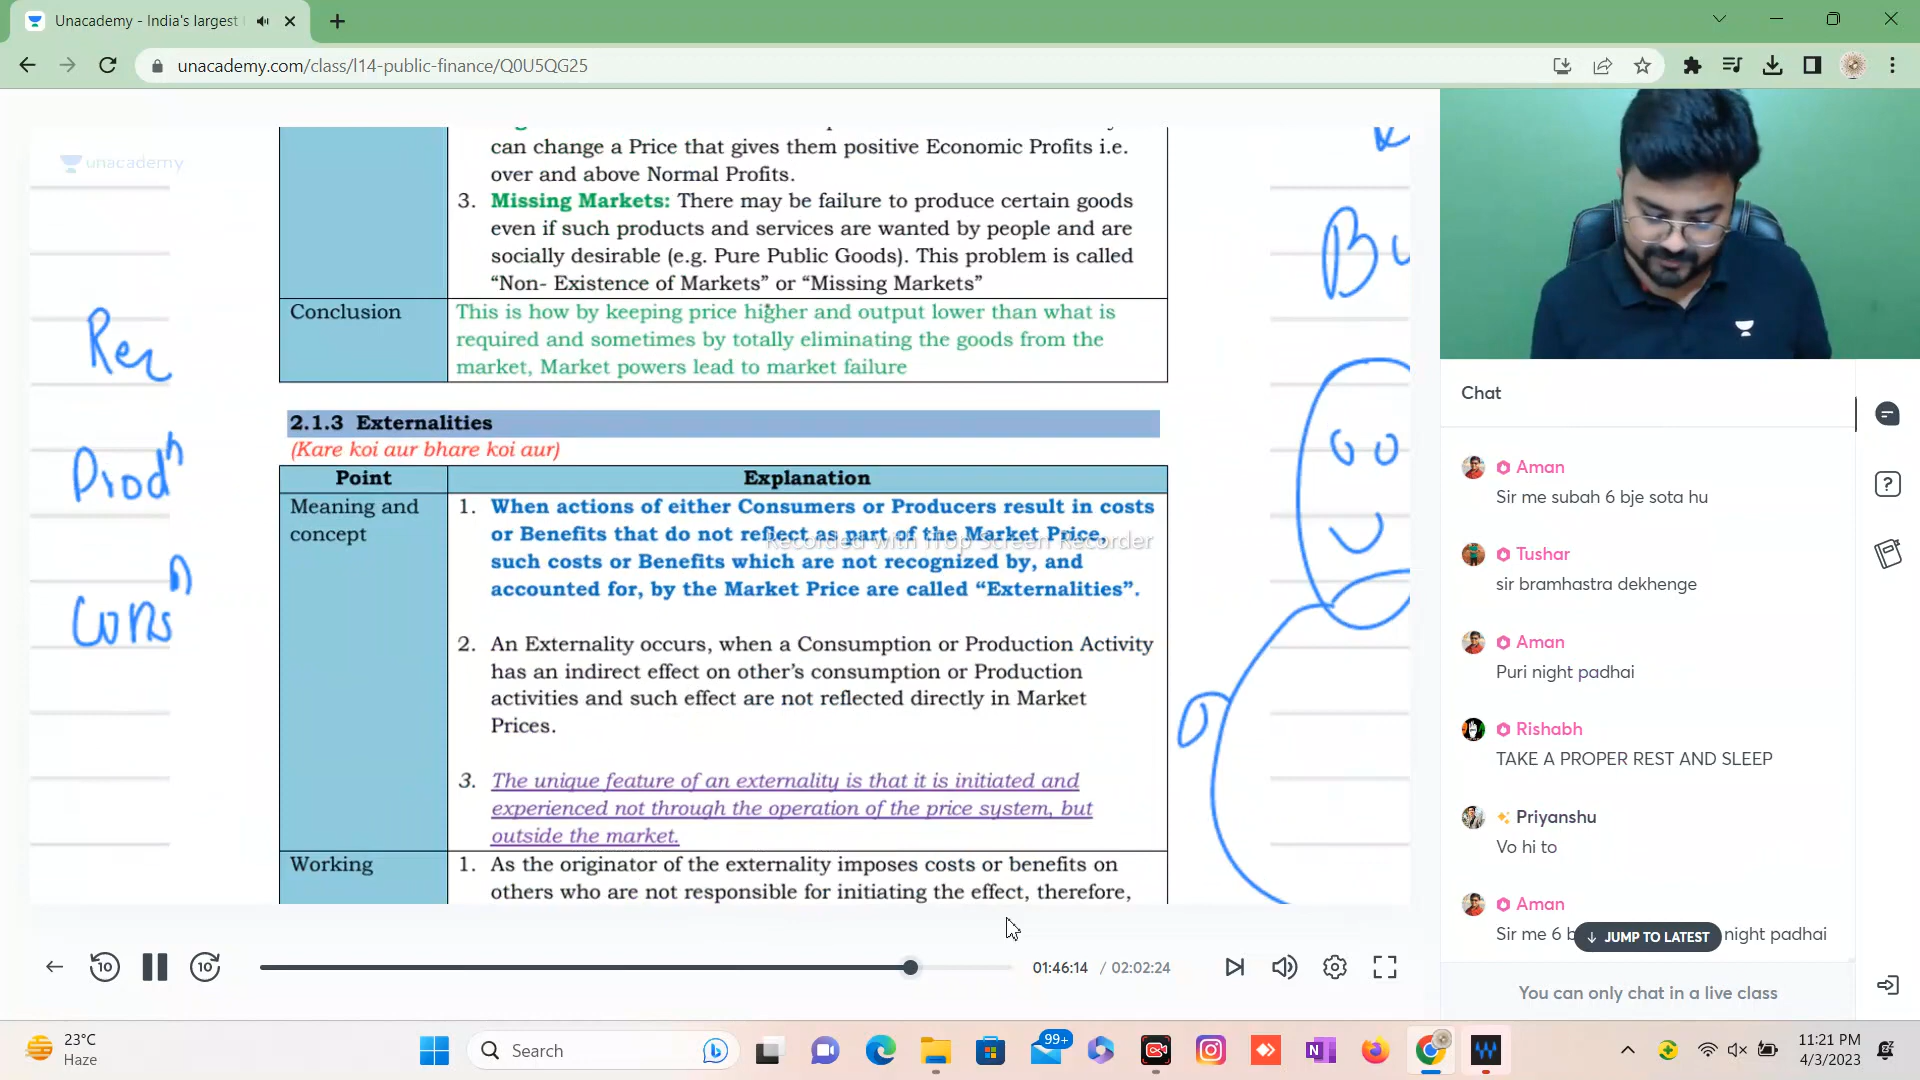 Unacademy - India's largest
unacademy.com/class/l14-public-finance/Q0U5QG25
unacademy
can change a Price that gives them positive Economic Profits i.e.
over and above Normal Profits.
3. Missing Markets: There may be failure to produce certain goods
even if such products and services are wanted by people and are
socially desirable (e.g. Pure Public Goods). This problem is called
“Non- Existence of Markets” or “Missing Markets”
Conclusion
This is how by keeping price higher and output lower than what is
required and sometimes by totally eliminating the goods from the
market, Market powers lead to market failure
2.1.3 Externalities
(Kare koi aur bhare koi aur)
Point Explanation
Meaning and
concept
1. When actions of either Consumers or Producers result in costs
or Benefits that do not reflect as part of the Market Price,
such costs or Benefits which are not recognized by, and
accounted for, by the Market Price are called “Externalities”.
2. An Externality occurs, when a Consumption or Production Activity
has an indirect effect on other’s consumption or Production
activities and such effect are not reflected directly in Market
Prices.
3. The unique feature of an externality is that it is initiated and
experienced not through the operation of the price system, but
outside the market.
Working
1. As the originator of the externality imposes costs or benefits on
others who are not responsible for initiating the effect, therefore,
Recorded with iTop Screen Recorder
Prodn
Consn
Bu
10
10
01:46:14 / 02:02:24
Chat
Aman
Sir me subah 6 bje sota hu
Tushar
sir bramhastra dekhenge
Aman
Puri night padhai
Rishabh
TAKE A PROPER REST AND SLEEP
Priyanshu
Vo hi to
Aman
Sir me 6 b
night padhai
JUMP TO LATEST
You can only chat in a live class
23°C
Haze
Search
99+
11:21 PM
4/3/2023